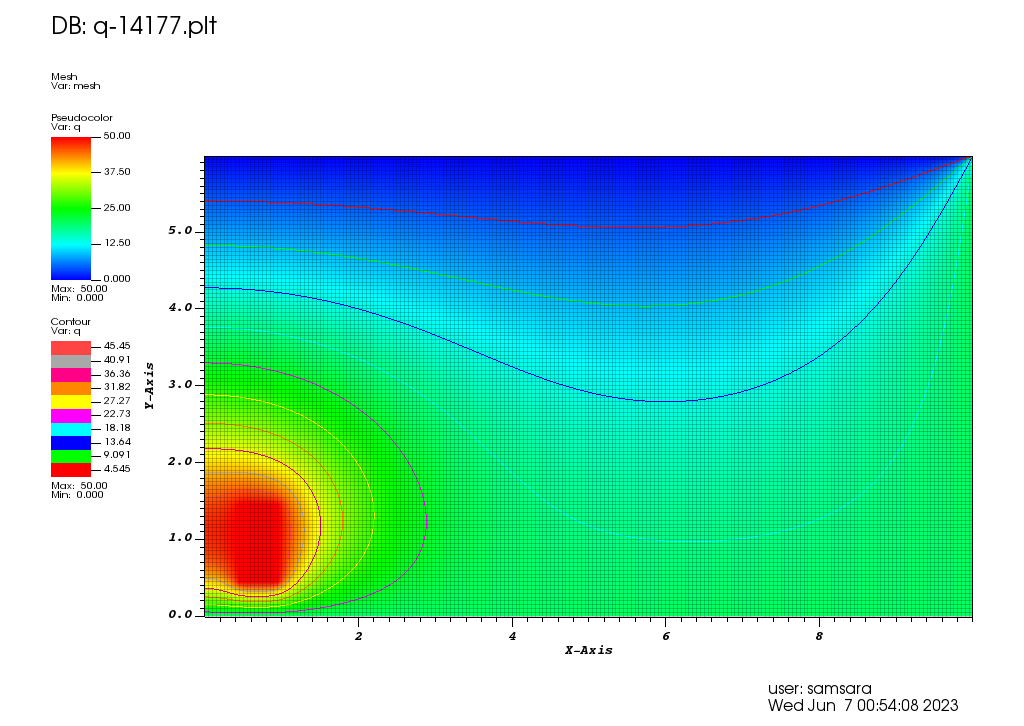 DB: q-14177.plt
Mesh
Var: mesh
Pseudocolor
Var: q
50.00
37.50
25.00
12.50
0.000
Max: 50.00
Min: 0.000
Contour
Var: q
45.45
40.91
36.36
31.82
27.27
22.73
18.18
13.64
9.091
4.545
Max: 50.00
Min: 0.000
Y-Axis
5.0
4.0
3.0
2.0
1.0
0.0
2 4 6 8
X-Axis
user: samsara
Wed Jun 7 00:54:08 2023